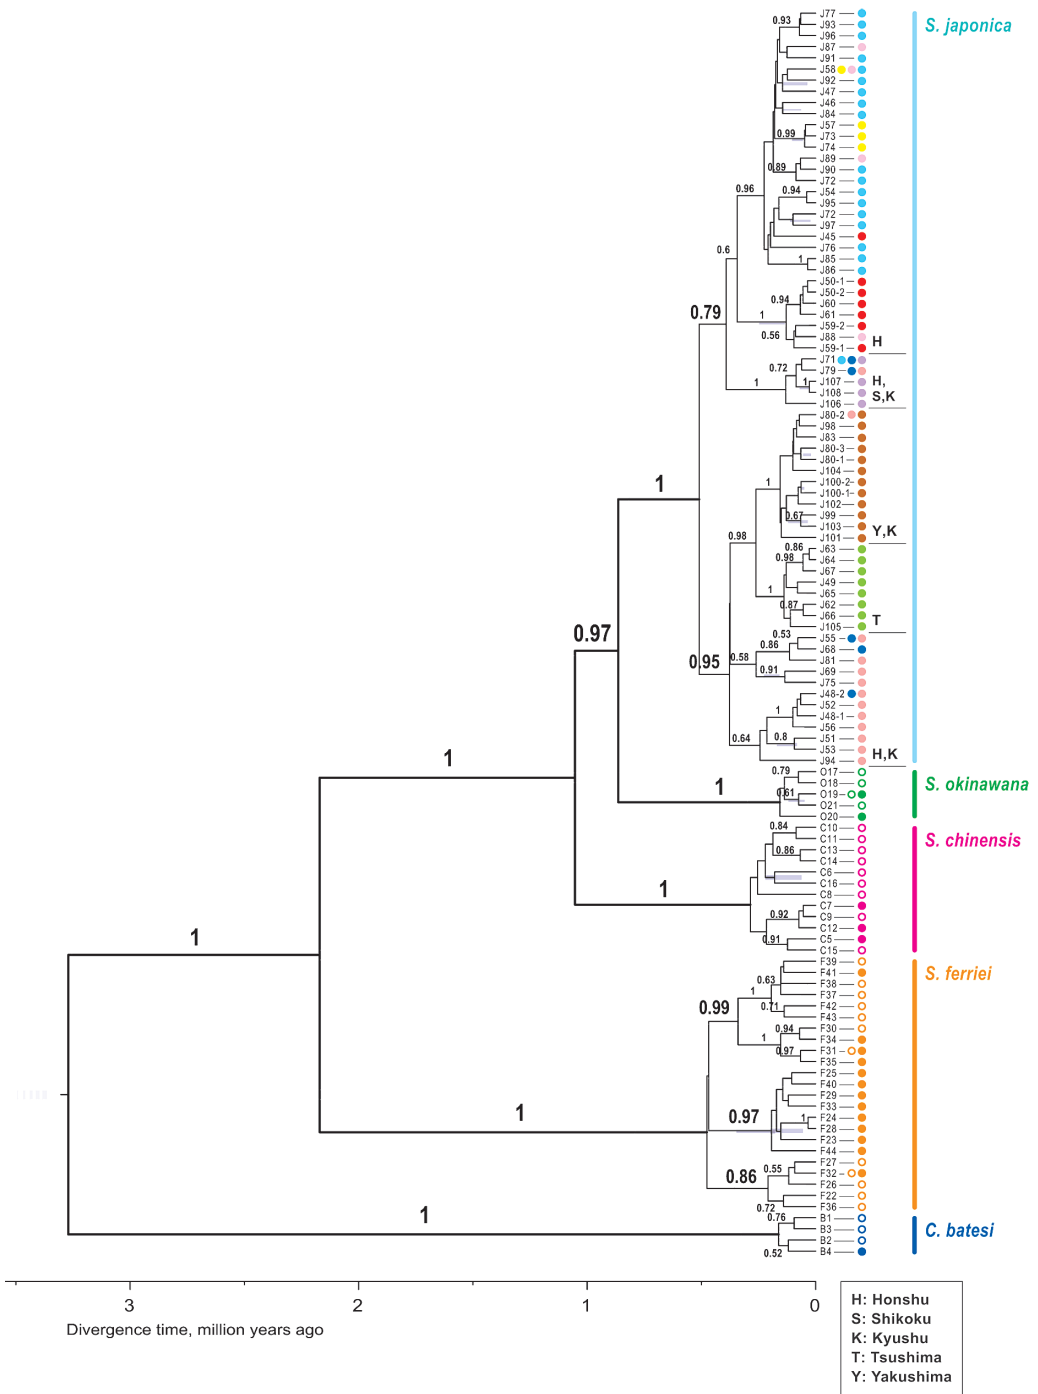 J77
0.93
J93
S. japonica
J96
J87
J91
J58
J92
J47
J46
J84
J57
0.99
J73
J74
J89
0.89
J90
J72
0.96
0.94
J54
J95
J72
J97
J45
J76
0.6
1
J85
J86
J50-1
J50-2
0.94
J60
0.79
1
J61
J59-2
0.56
J88
H
J59-1
J71
0.72
J79
1
1
J107
H,
J108
S,K
J106
J80-2
J98
J83
J80-3
J80-1
J104
1
1
J100-2
J100-1
J102
0.67
J99
J103
Y,K
0.98
J101
0.86
J63
0.98
J64
J67
J49
1
J65
0.87
J62
J66
T
J105
0.97
0.53
J55
0.86
J68
0.95
0.58
J81
0.91
J69
J75
J48-2
J52
1
J48-1
J56
0.64
0.8
J51
J53
H,K
J94
1
0.79
O17
O18
S. okinawana
1
0.61
O19
O21
O20
0.84
C10
C11
S. chinensis
0.86
C13
C14
C6
C16
1
C8
C7
0.92
C9
C12
1
0.91
C5
C15
F39
F41
S. ferriei
0.63
F38
1
F37
0.99
0.71
F42
F43
0.94
F30
1
F34
0.97
F31
F35
F25
F40
F29
F33
1
0.97
1
F24
F28
F23
F44
F27
0.86
0.55
F32
F26
F22
0.72
F36
1
0.76
B1
B3
C. batesi
B2
0.52
B4
3
2
1
0
Divergence time, million years ago
H: Honshu
S: Shikoku
K: Kyushu
T: Tsushima
Y: Yakushima